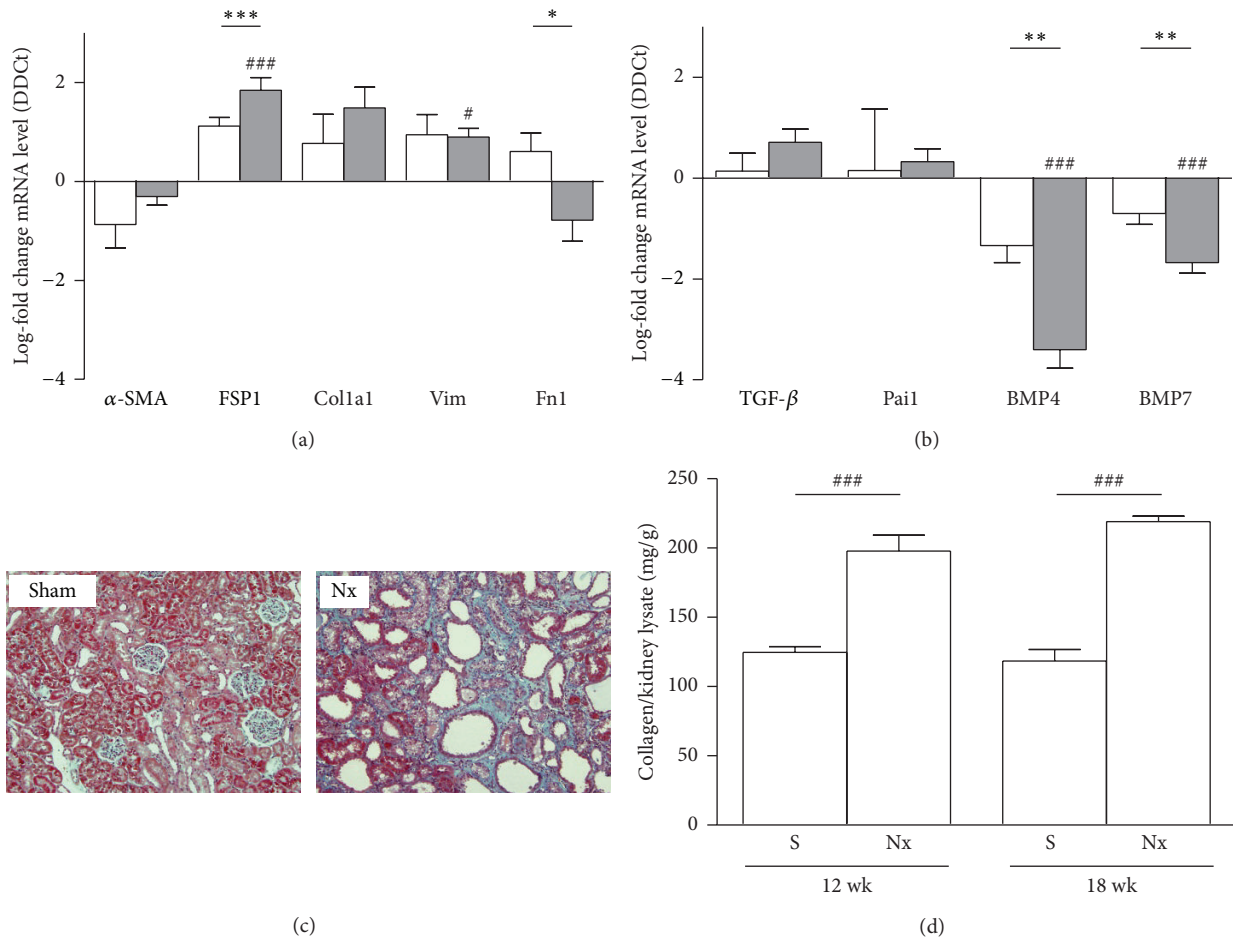 ***
*
###
#
Log-fold change mRNA level (DDCt)
2
0
−2
−4
α-SMA FSP1 Col1a1 Vim Fn1
(a)
**
**
###
###
Log-fold change mRNA level (DDCt)
2
0
−2
−4
TGF-β Pai1 BMP4 BMP7
(b)
Sham
Nx
(c)
###
###
Collagen/kidney lysate (mg/g)
250
200
150
100
50
0
S Nx S Nx
12 wk 18 wk
(d)